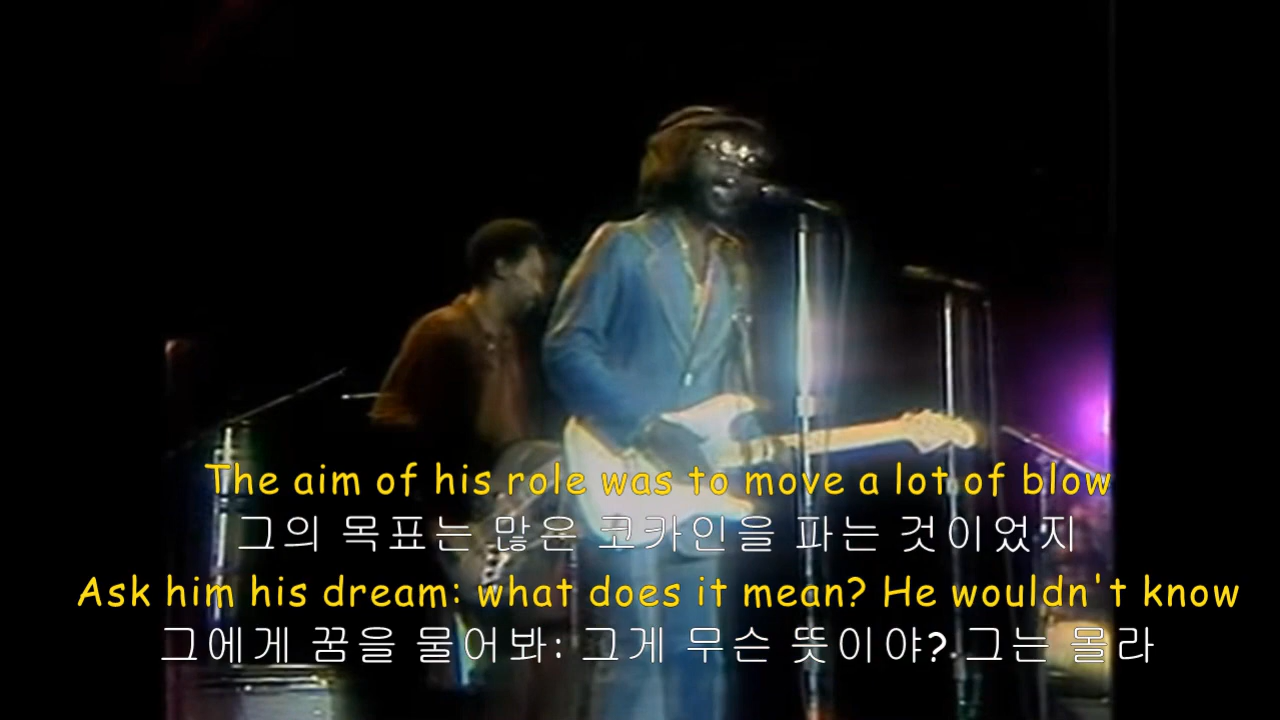 The aim of his role was to move a lot of blow
그의 목표는 많은 코카인을 파는 것이었지
Ask him his dream: what does it mean? He wouldn't know
그에게 꿈을 물어봐: 그게 무슨 뜻이야? 그는 몰라